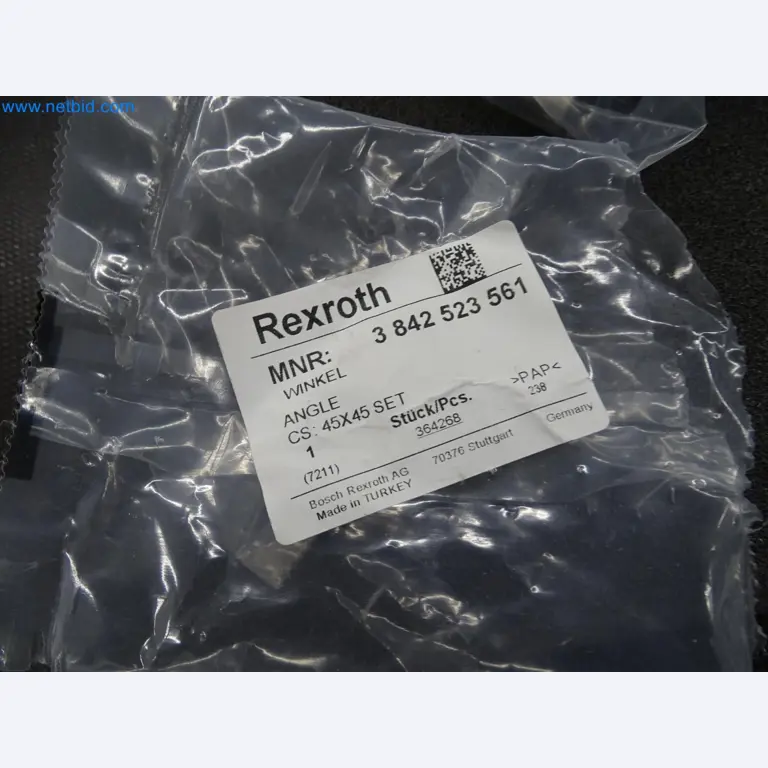 www.netbid.com
Rexroth
MNR: 3 842 523 561
WINKEL
ANGLE
CS: 45X45 SET
1 Stück/Pcs. >PAP<
(7211) 364268 238
Bosch Rexroth AG 70376 Stuttgart Germany
Made in TURKEY